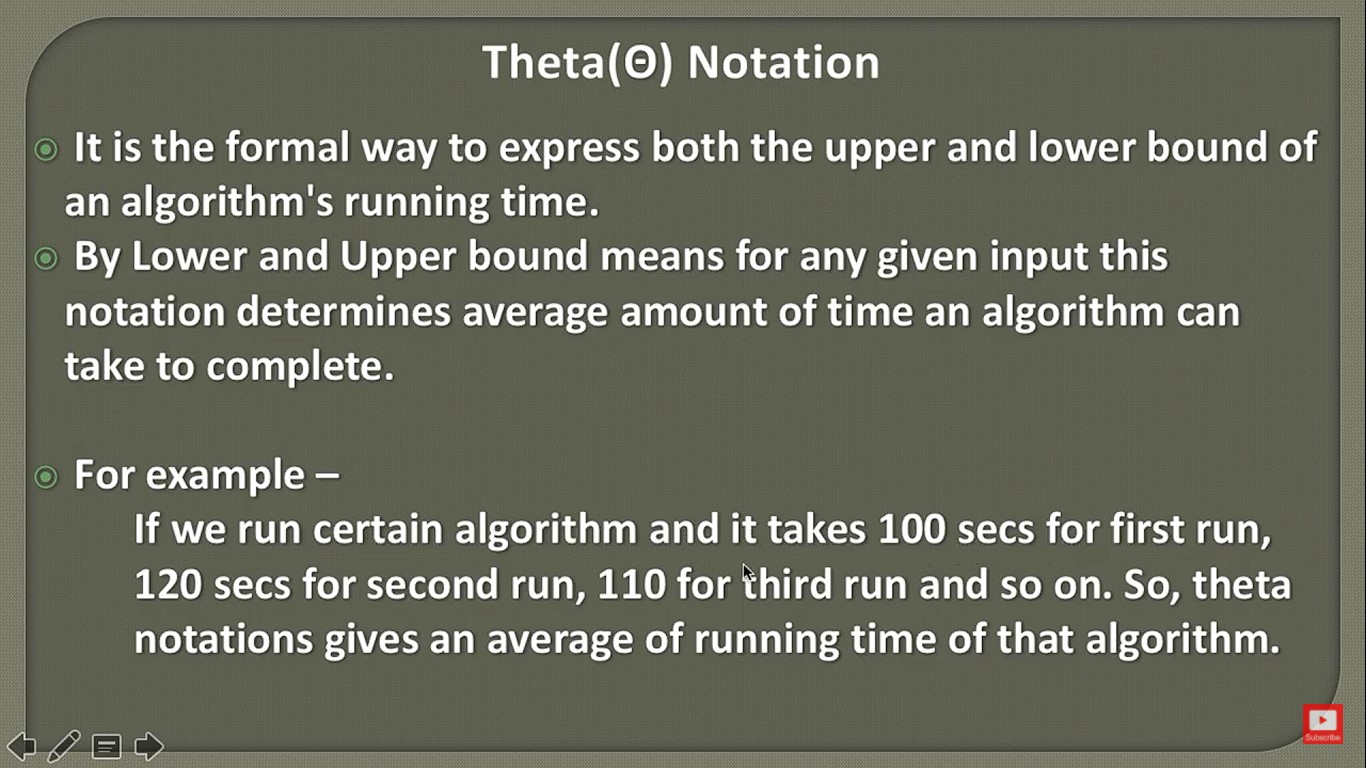 Theta(Θ) Notation
It is the formal way to express both the upper and lower bound of
an algorithm's running time.
By Lower and Upper bound means for any given input this
notation determines average amount of time an algorithm can
take to complete.
For example –
If we run certain algorithm and it takes 100 secs for first run,
120 secs for second run, 110 for third run and so on. So, theta
notations gives an average of running time of that algorithm.
Subscribe